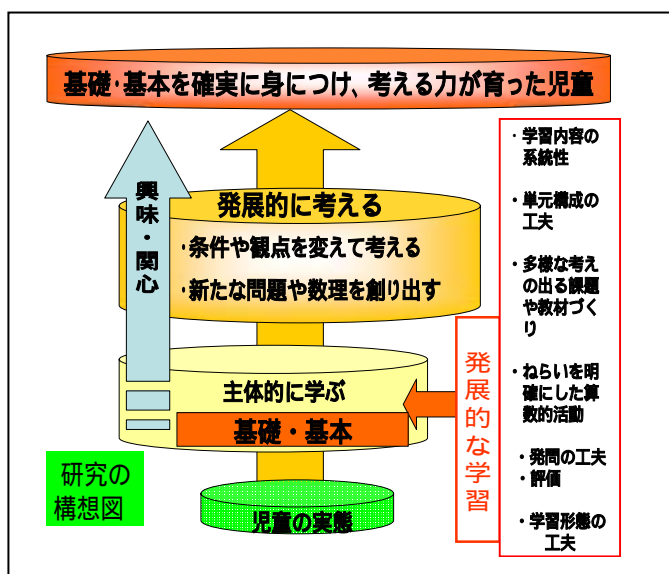 基礎・基本を確実に身につけ、考える力が育った児童
興味・関心
発展的に考える
・条件や観点を変えて考える
・新たな問題や数理を創り出す
主体的に学ぶ
基礎・基本
児童の実態
研究の
構想図
発展的な学習
・学習内容の
系統性
・単元構成の
工夫
・多様な考え
の出る課題
や教材づく
り
・ねらいを明
確にした算
数的活動
・発問の工夫
・評価
・学習形態の
工夫